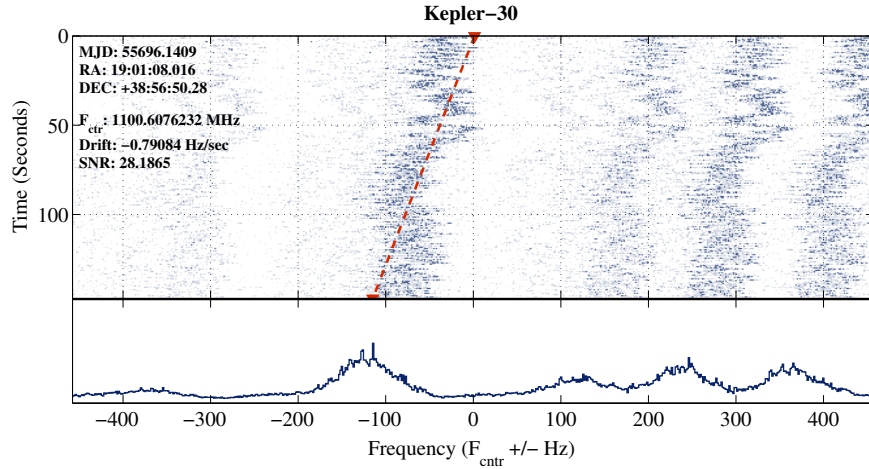 Kepler−30
0
MJD: 55696.1409
RA: 19:01:08.016
DEC: +38:56:50.28
F_ctr: 1100.6076232 MHz
Drift: −0.79084 Hz/sec
SNR: 28.1865
50
100
Time (Seconds)
−400 −300 −200 −100 0 100 200 300 400
Frequency (F_cntr +/− Hz)